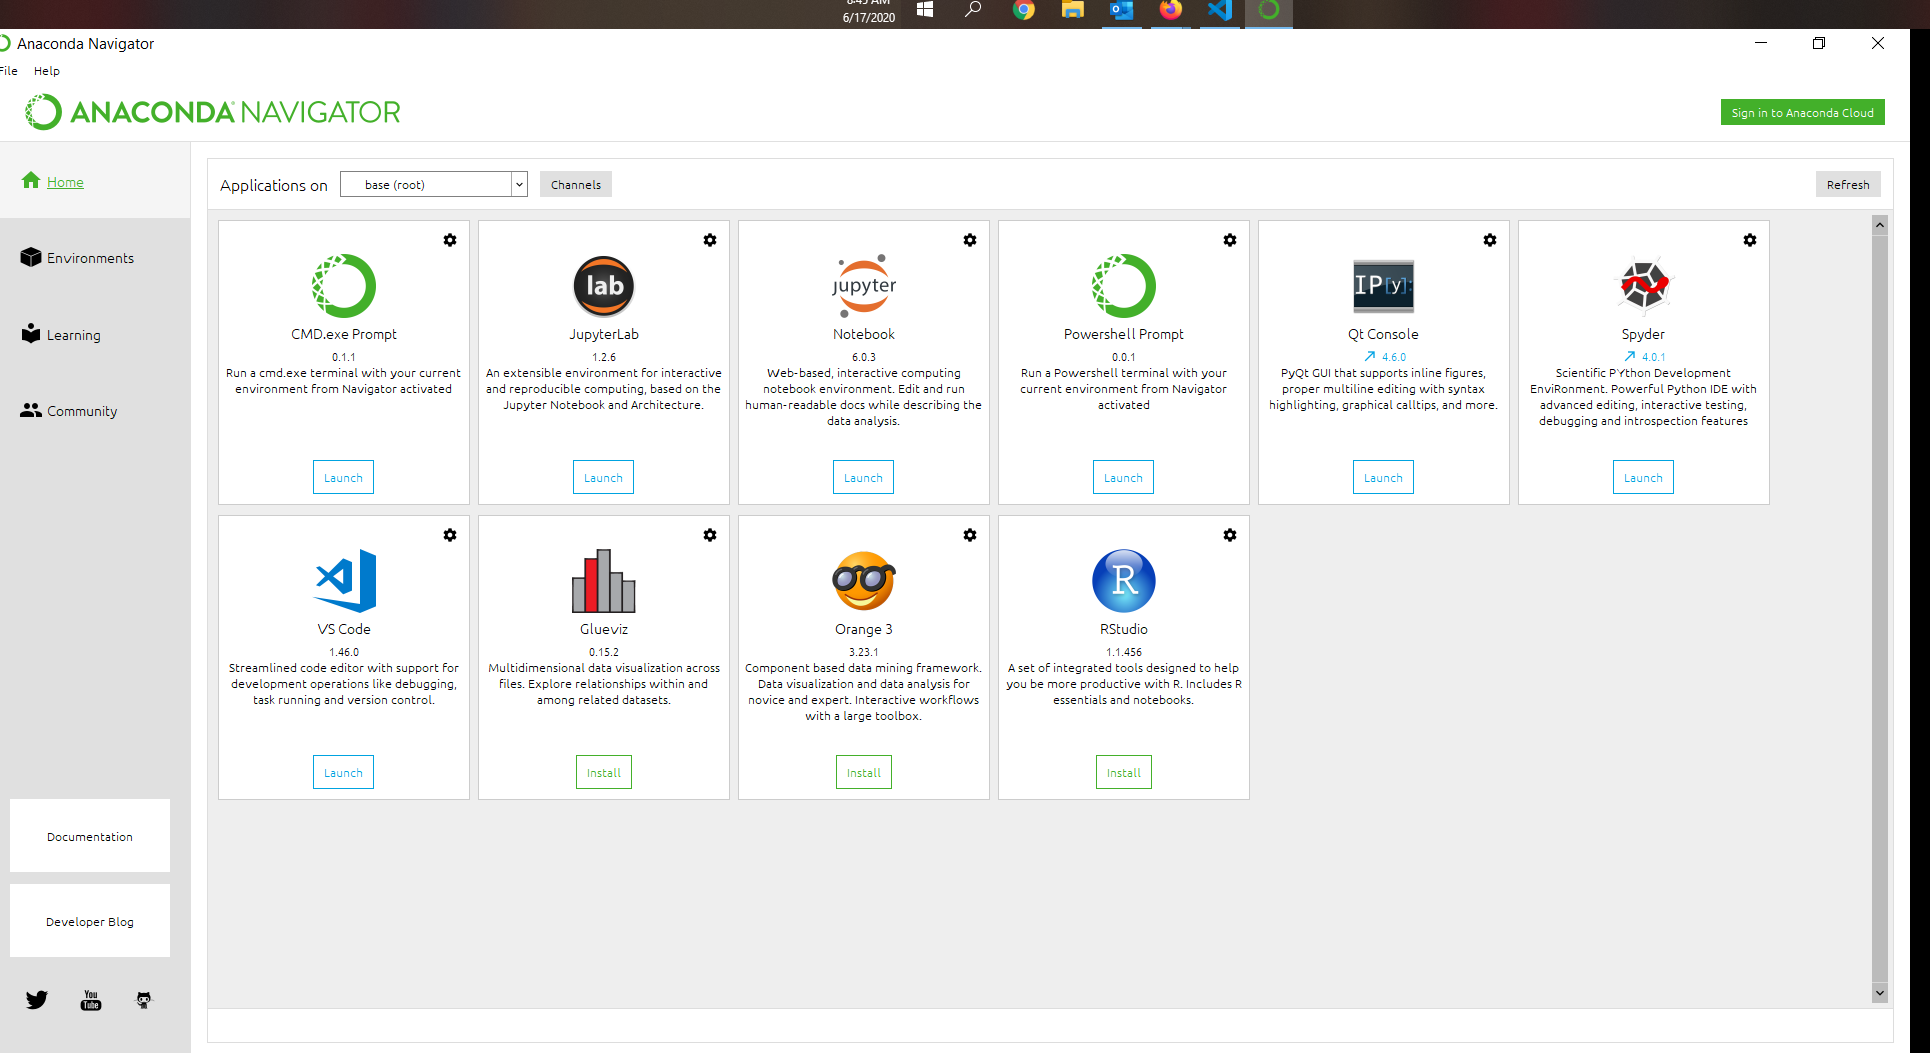 6/17/2020
Anaconda Navigator
File Help
ANACONDA NAVIGATOR
Sign in to Anaconda Cloud
Home
Environments
Learning
Community
Documentation
Developer Blog
You
Tube
Applications on base (root) Channels Refresh
lab
jupyter
IP[y]:
CMD.exe Prompt
0.1.1
Run a cmd.exe terminal with your current
environment from Navigator activated
Launch
JupyterLab
1.2.6
An extensible environment for interactive
and reproducible computing, based on the
Jupyter Notebook and Architecture.
Launch
Notebook
6.0.3
Web-based, interactive computing
notebook environment. Edit and run
human-readable docs while describing the
data analysis.
Launch
Powershell Prompt
0.0.1
Run a Powershell terminal with your
current environment from Navigator
activated
Launch
Qt Console
4.6.0
PyQt GUI that supports inline figures,
proper multiline editing with syntax
highlighting, graphical calltips, and more.
Launch
Spyder
4.0.1
Scientific PYthon Development
EnviRonment. Powerful Python IDE with
advanced editing, interactive testing,
debugging and introspection features
Launch
VS Code
1.46.0
Streamlined code editor with support for
development operations like debugging,
task running and version control.
Launch
Glueviz
0.15.2
Multidimensional data visualization across
files. Explore relationships within and
among related datasets.
Install
Orange 3
3.23.1
Component based data mining framework.
Data visualization and data analysis for
novice and expert. Interactive workflows
with a large toolbox.
Install
R
RStudio
1.1.456
A set of integrated tools designed to help
you be more productive with R. Includes R
essentials and notebooks.
Install